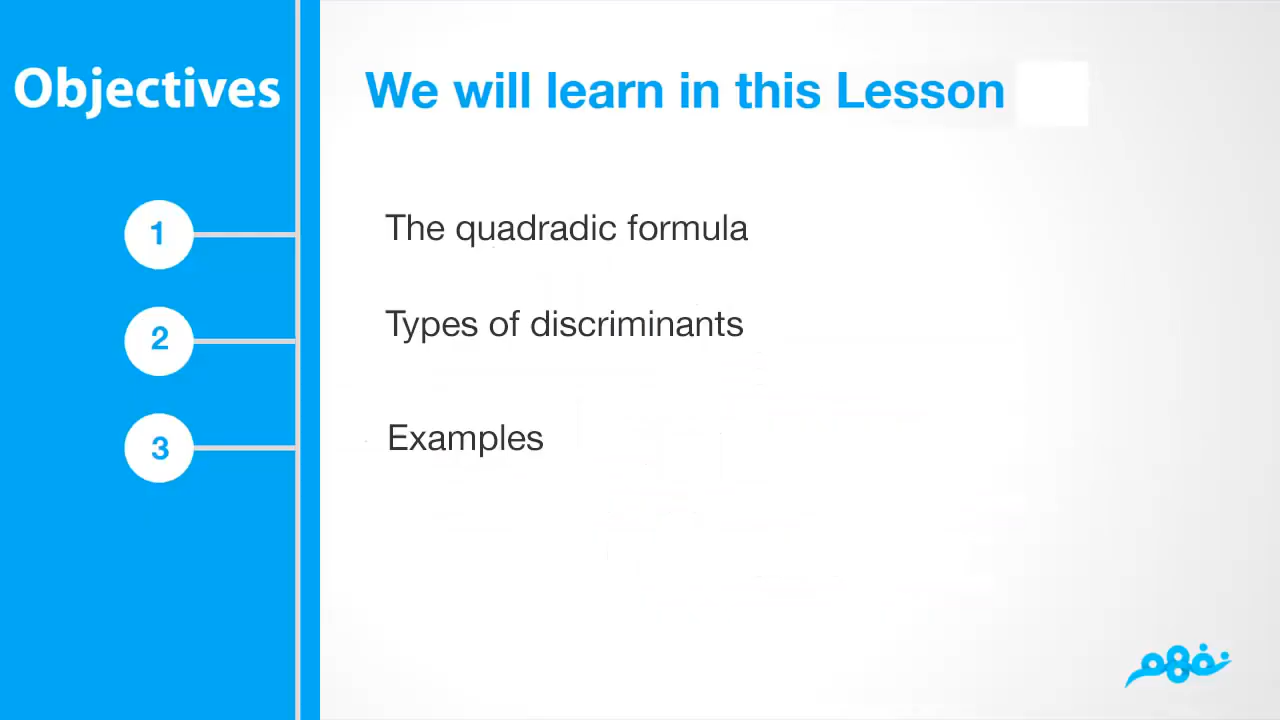 Objectives
We will learn in this Lesson
1
The quadradic formula
2
Types of discriminants
3
Examples
نفهم